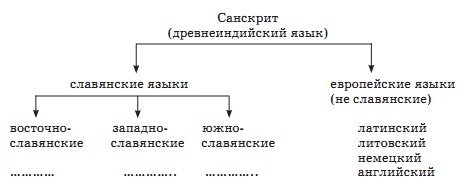 Санскрит
(древнеиндийский язык)
славянские языки
европейские языки
(не славянские)
восточно-
славянские
западно-
славянские
южно-
славянские
латинский
литовский
немецкий
английский
…………
…………..
…………..